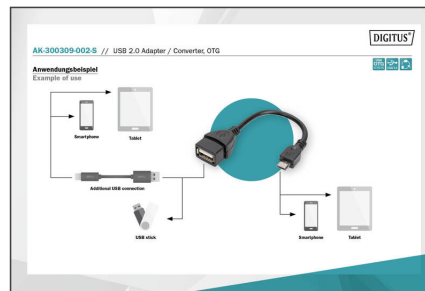 DIGITUS®
AK-300309-002-S // USB 2.0 Adapter / Converter, OTG
Anwendungsbeispiel
Example of use
OTG
Smartphone
Tablet
Additional USB connection
USB stick
Smartphone
Tablet